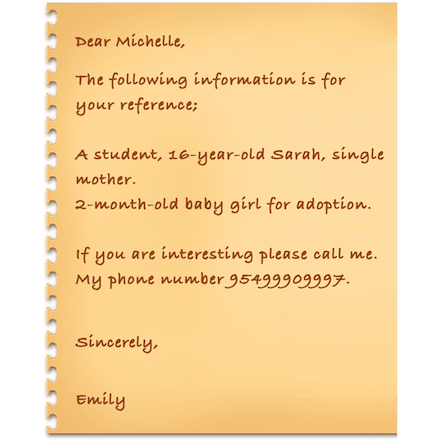 Dear Michelle,
The following information is for
your reference;
A student, 16-year-old Sarah, single
mother.
2-month-old baby girl for adoption.
If you are interesting please call me.
My phone number 95499909997.
Sincerely,
Emily